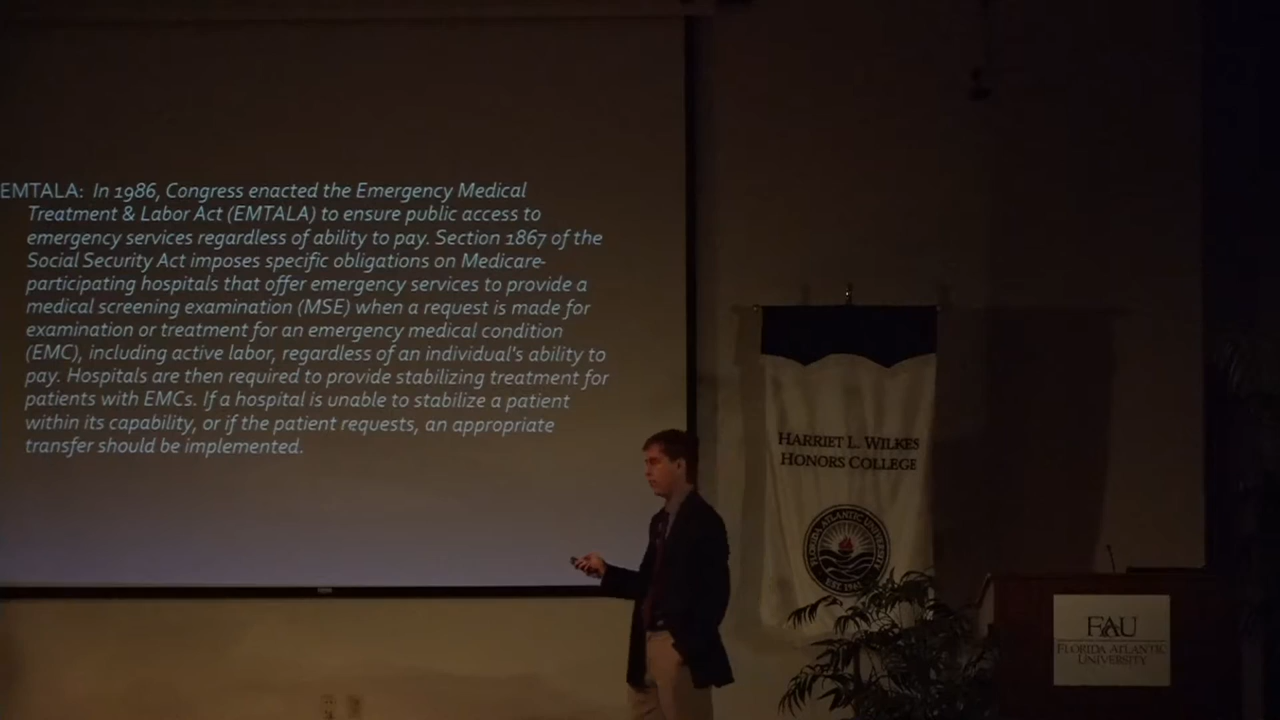 EMTALA: In 1986, Congress enacted the Emergency Medical
Treatment & Labor Act (EMTALA) to ensure public access to
emergency services regardless of ability to pay. Section 1867 of the
Social Security Act imposes specific obligations on Medicare-
participating hospitals that offer emergency services to provide a
medical screening examination (MSE) when a request is made for
examination or treatment for an emergency medical condition
(EMC), including active labor, regardless of an individual's ability to
pay. Hospitals are then required to provide stabilizing treatment for
patients with EMCs. If a hospital is unable to stabilize a patient
within its capability, or if the patient requests, an appropriate
transfer should be implemented.
HARRIET L. WILKES
HONORS COLLEGE
FLORIDA ATLANTIC UNIVERSITY
EST. 1961
FAU
FLORIDA ATLANTIC
UNIVERSITY